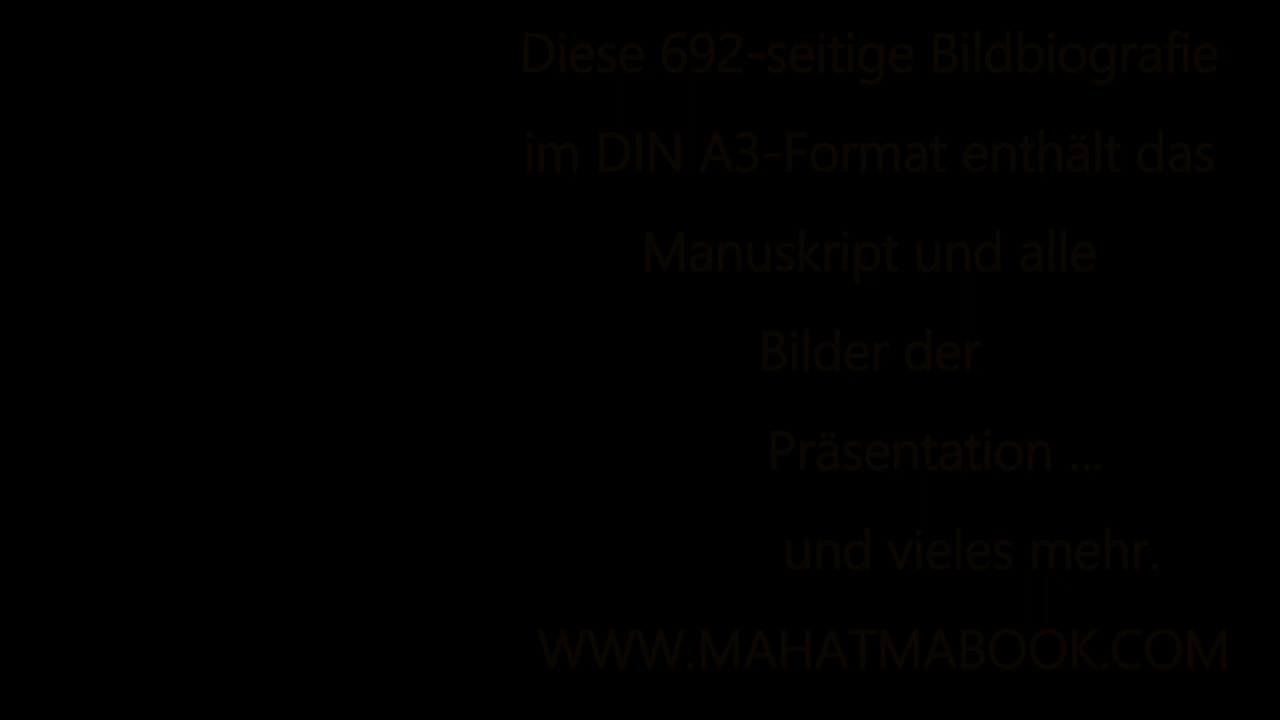 Diese 692-seitige Bildbiografie
im DIN A3-Format enthält das
Manuskript und alle
Bilder der
Präsentation ...
und vieles mehr.
WWW.MAHATMABOOK.COM